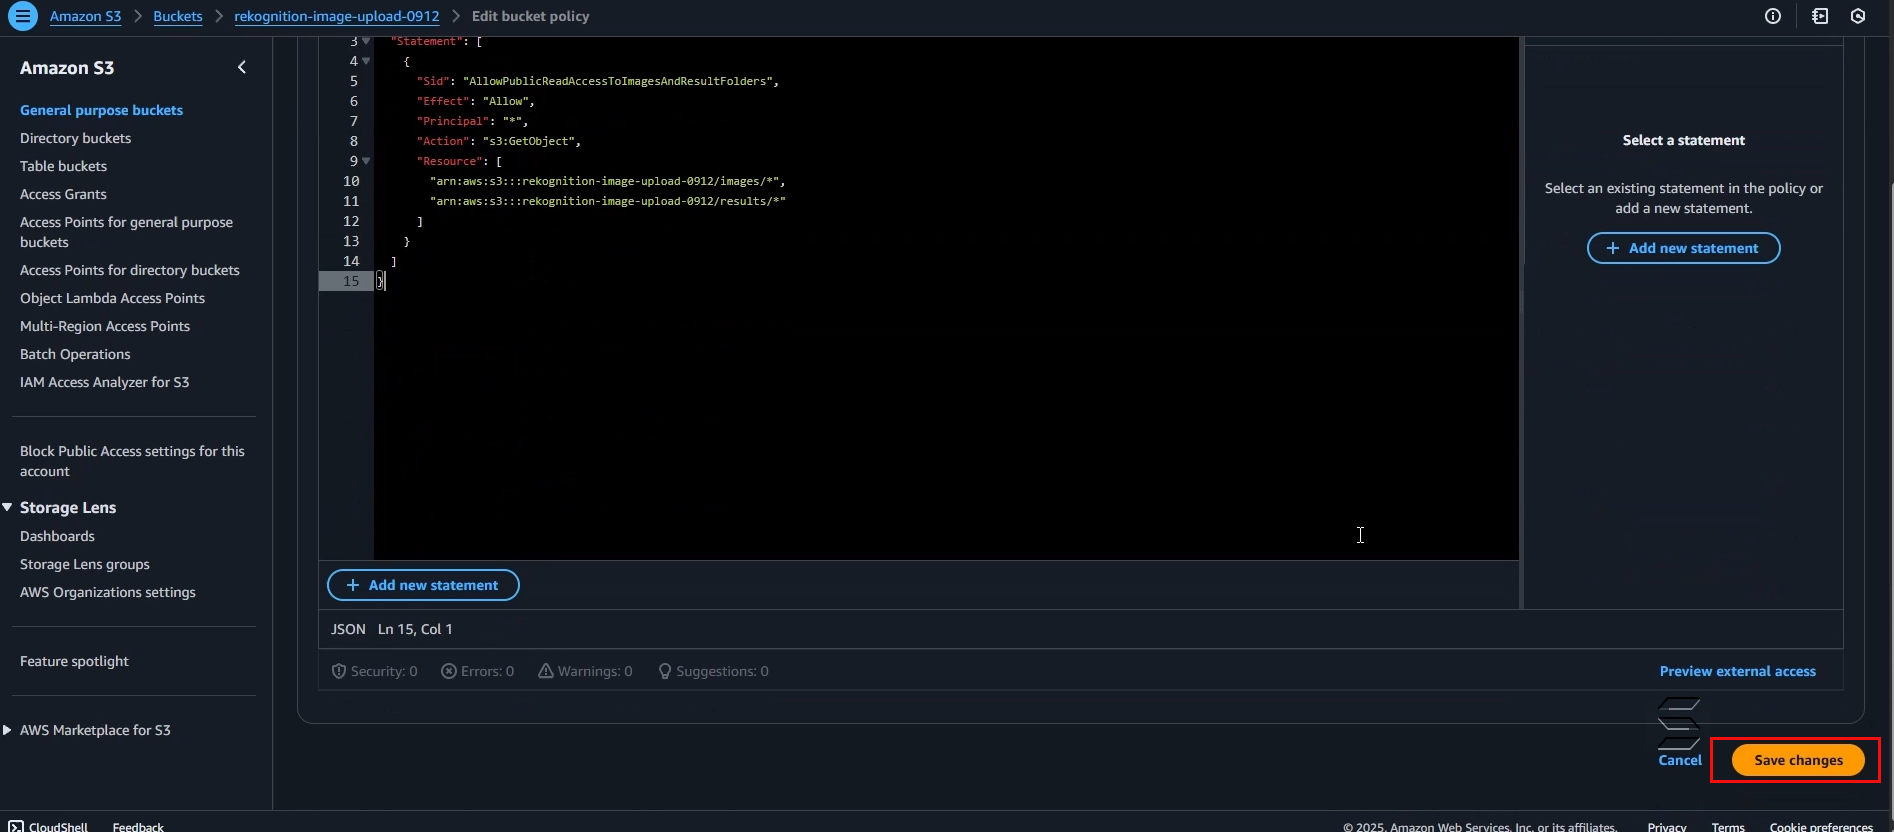 Amazon S3 > Buckets > rekognition-image-upload-0912 > Edit bucket policy
Amazon S3
General purpose buckets
Directory buckets
Table buckets
Access Grants
Access Points for general purpose
buckets
Access Points for directory buckets
Object Lambda Access Points
Multi-Region Access Points
Batch Operations
IAM Access Analyzer for S3
Block Public Access settings for this
account
Storage Lens
Dashboards
Storage Lens groups
AWS Organizations settings
Feature spotlight
AWS Marketplace for S3
3 "Statement": [
4 {
5 "Sid": "AllowPublicReadAccessToImagesAndResultFolders",
6 "Effect": "Allow",
7 "Principal": "*",
8 "Action": "s3:GetObject",
9 "Resource": [
10 "arn:aws:s3:::rekognition-image-upload-0912/images/*",
11 "arn:aws:s3:::rekognition-image-upload-0912/results/*"
12 ]
13 }
14 ]
15 }
+ Add new statement
JSON Ln 15, Col 1
Security: 0 Errors: 0 Warnings: 0 Suggestions: 0
Select a statement
Select an existing statement in the policy or
add a new statement.
+ Add new statement
Preview external access
Cancel Save changes
CloudShell Feedback © 2025, Amazon Web Services, Inc. or its affiliates. Privacy Terms Cookie preferences